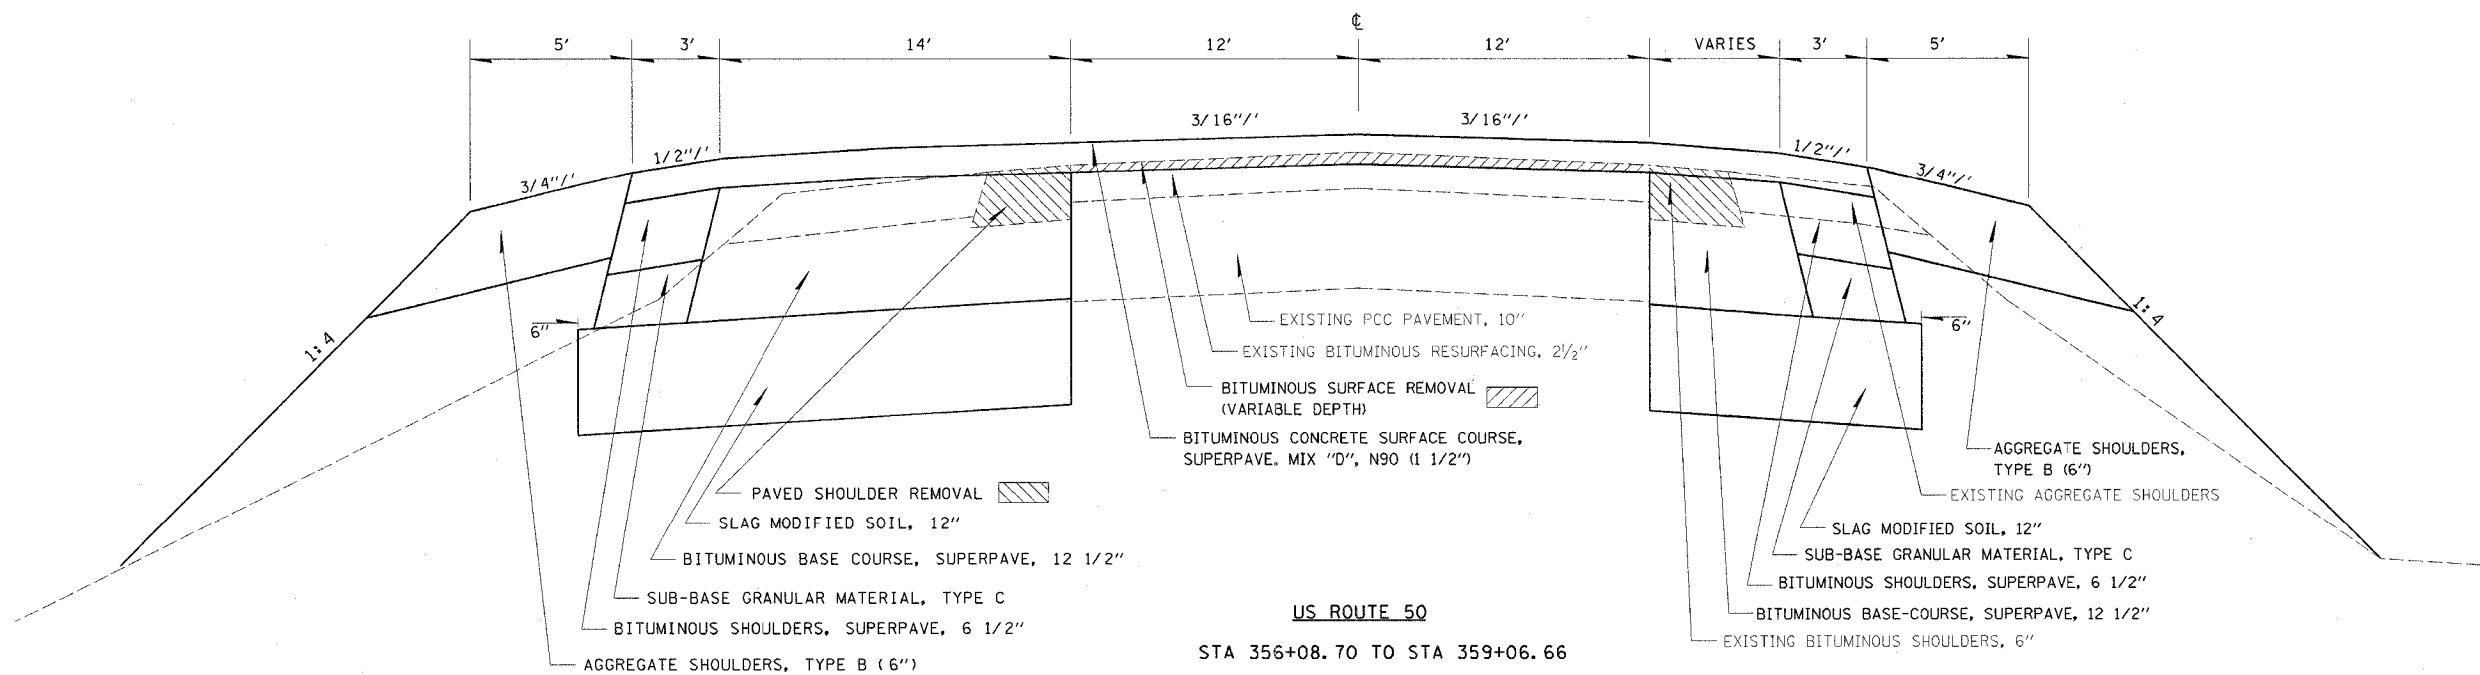 ℄
5' 3' 14' 12' 12' VARIES 3' 5'
3/16"/' 3/16"/'
1/2"/' 1/2"/'
3/4"/' 3/4"/'
1:4 1:4
6" 6"
EXISTING PCC PAVEMENT, 10"
EXISTING BITUMINOUS RESURFACING, 2½"
BITUMINOUS SURFACE REMOVAL
(VARIABLE DEPTH)
BITUMINOUS CONCRETE SURFACE COURSE,
SUPERPAVE, MIX "D", N90 (1 1/2")
PAVED SHOULDER REMOVAL
SLAG MODIFIED SOIL, 12"
BITUMINOUS BASE COURSE, SUPERPAVE, 12 1/2"
SUB-BASE GRANULAR MATERIAL, TYPE C
BITUMINOUS SHOULDERS, SUPERPAVE, 6 1/2"
AGGREGATE SHOULDERS, TYPE B (6")
AGGREGATE SHOULDERS,
TYPE B (6")
EXISTING AGGREGATE SHOULDERS
SLAG MODIFIED SOIL, 12"
SUB-BASE GRANULAR MATERIAL, TYPE C
BITUMINOUS SHOULDERS, SUPERPAVE, 6 1/2"
BITUMINOUS BASE-COURSE, SUPERPAVE, 12 1/2"
EXISTING BITUMINOUS SHOULDERS, 6"
US ROUTE 50
STA 356+08.70 TO STA 359+06.66